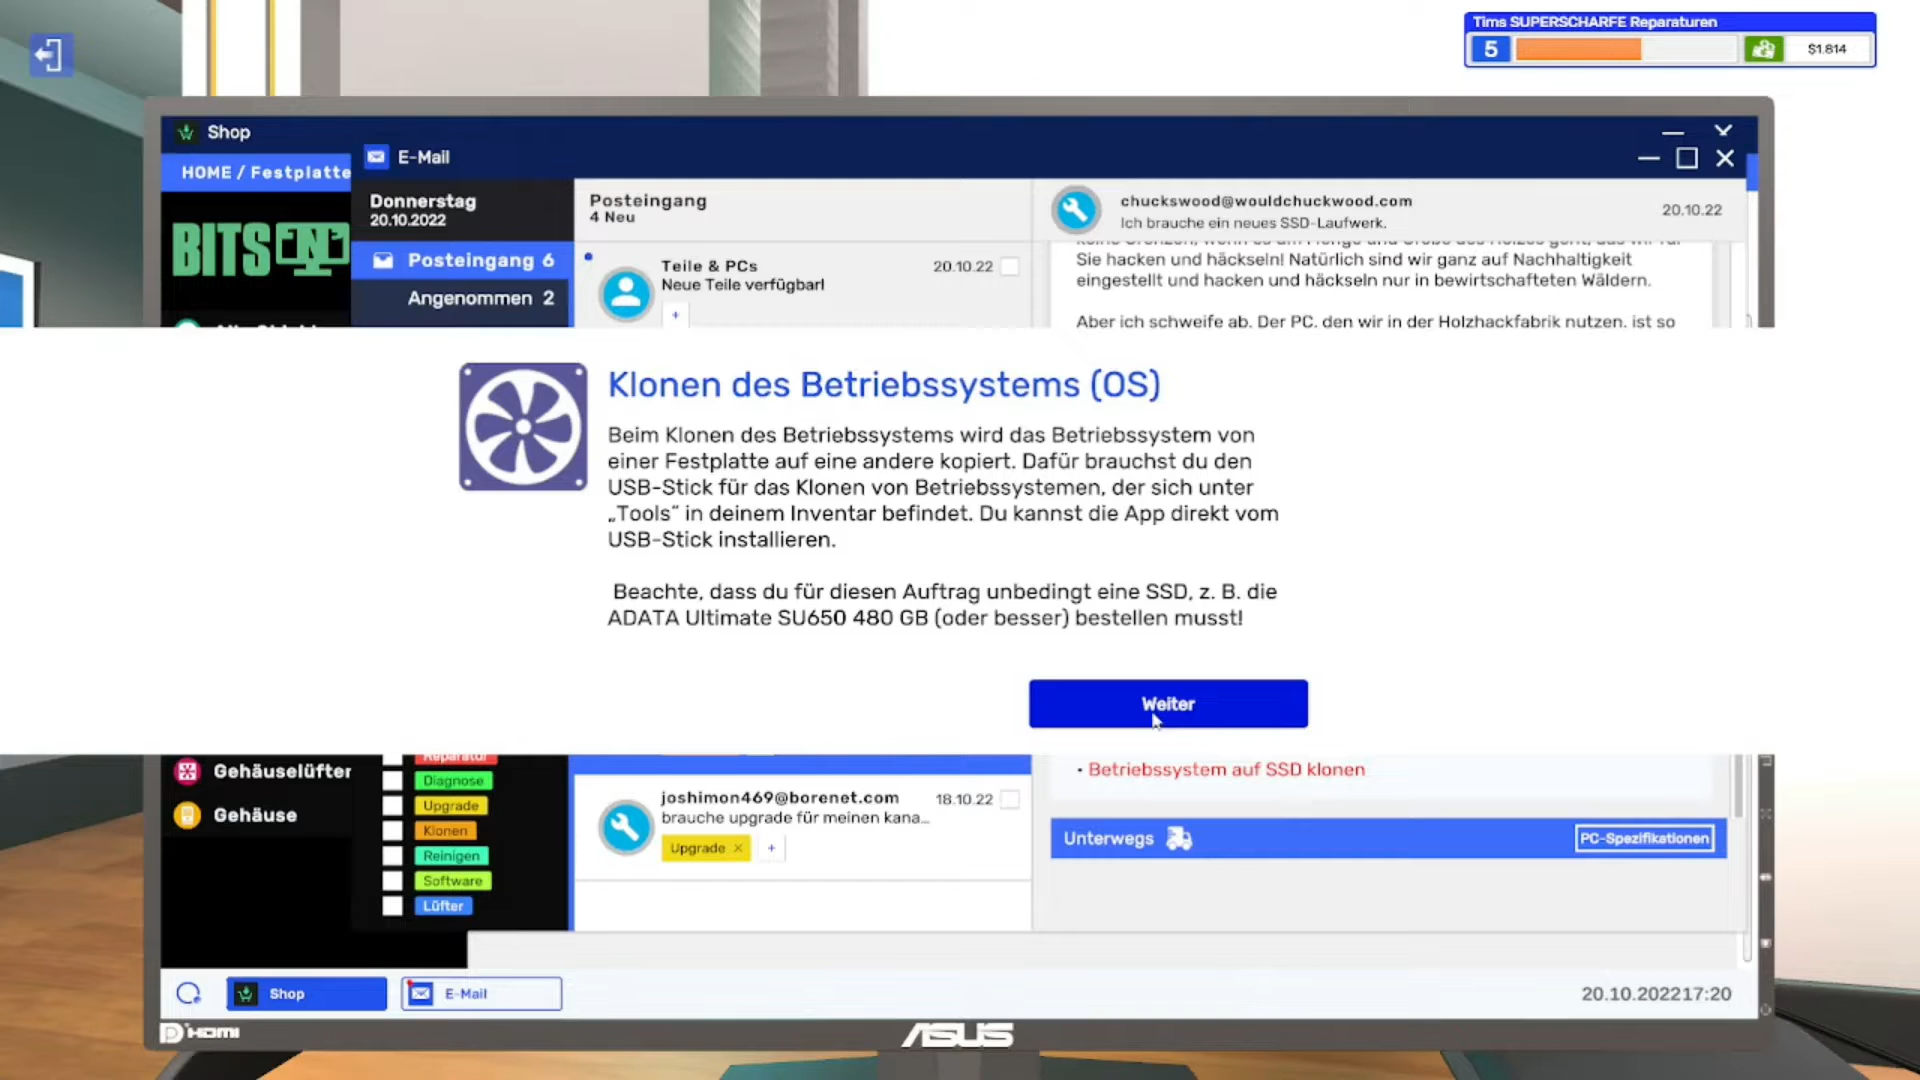 Tims SUPERSCHARFE Reparaturen
5
$1.814
Shop
E-Mail
HOME / Festplatte
Donnerstag
20.10.2022
Posteingang
4 Neu
chuckswood@wouldchuckwood.com
Ich brauche ein neues SSD-Laufwerk.
20.10.22
BITS
Posteingang 6
Angenommen 2
Teile & PCs
Neue Teile verfügbar!
20.10.22
+
Sie hacken und häckseln! Natürlich sind wir ganz auf Nachhaltigkeit
eingestellt und hacken und häckseln nur in bewirtschafteten Wäldern.
Aber ich schweife ab. Der PC, den wir in der Holzhackfabrik nutzen, ist so
Klonen des Betriebssystems (OS)
Beim Klonen des Betriebssystems wird das Betriebssystem von
einer Festplatte auf eine andere kopiert. Dafür brauchst du den
USB-Stick für das Klonen von Betriebssystemen, der sich unter
„Tools“ in deinem Inventar befindet. Du kannst die App direkt vom
USB-Stick installieren.
Beachte, dass du für diesen Auftrag unbedingt eine SSD, z. B. die
ADATA Ultimate SU650 480 GB (oder besser) bestellen musst!
Weiter
Gehäuselüfter
Gehäuse
Reparatur
Diagnose
Upgrade
Klonen
Reinigen
Software
Lüfter
joshimon469@borenet.com
brauche upgrade für meinen kana...
18.10.22
Upgrade ×
+
• Betriebssystem auf SSD klonen
Unterwegs
PC-Spezifikationen
Shop
E-Mail
20.10.202217:20
HDMI
ASUS